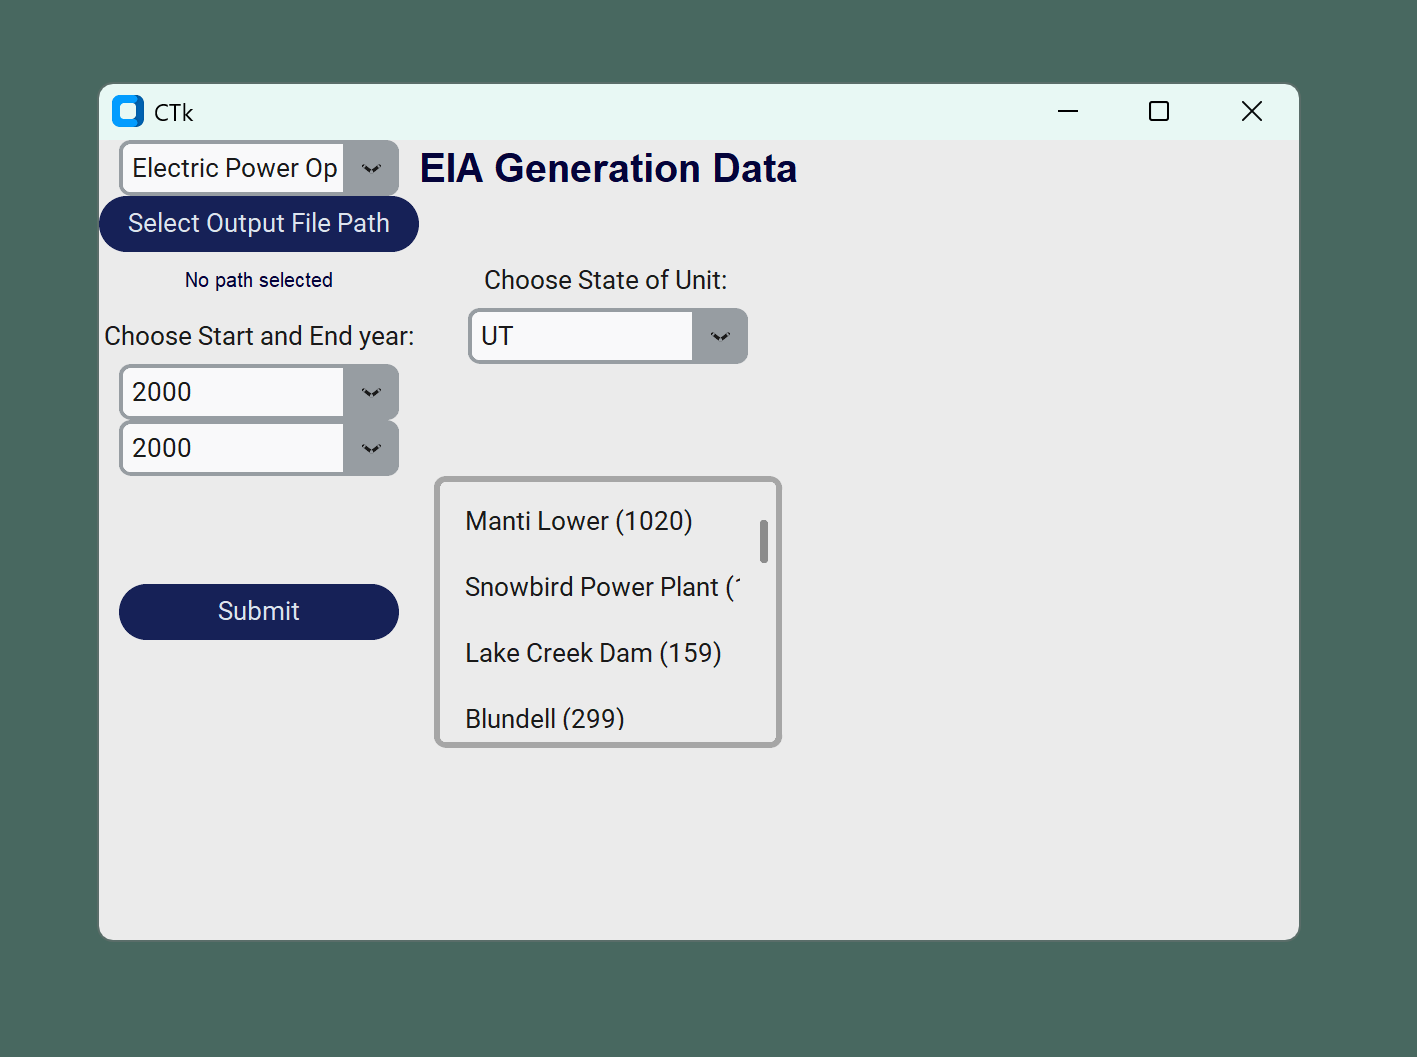 CTk
Electric Power Op
EIA Generation Data
Select Output File Path
No path selected
Choose State of Unit:
Choose Start and End year:
UT
2000
2000
Manti Lower (1020)
Snowbird Power Plant (
Lake Creek Dam (159)
Submit
Blundell (299)